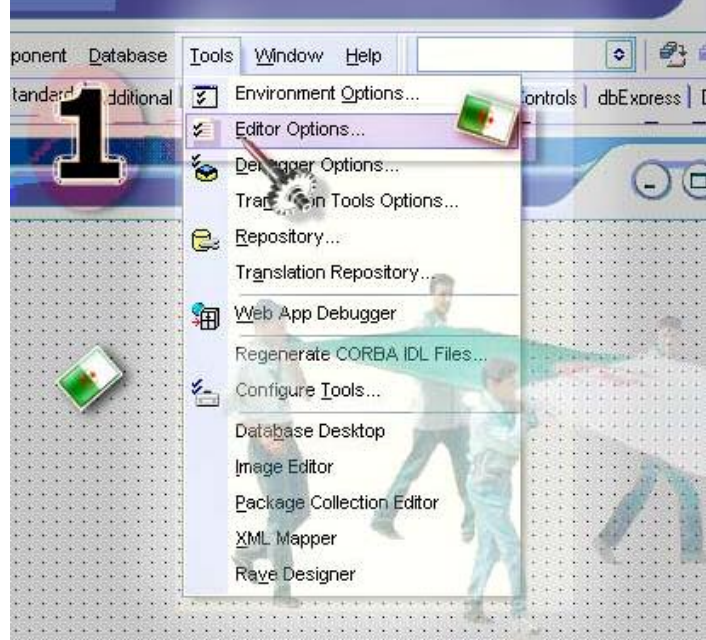 ponent Database Tools Window Help
tandard dditional ontrols dbExpress
1
Environment Options...
Editor Options...
Debugger Options...
Translation Tools Options...
Repository...
Translation Repository...
Web App Debugger
Regenerate CORBA IDL Files...
Configure Tools...
Database Desktop
Image Editor
Package Collection Editor
XML Mapper
Rave Designer